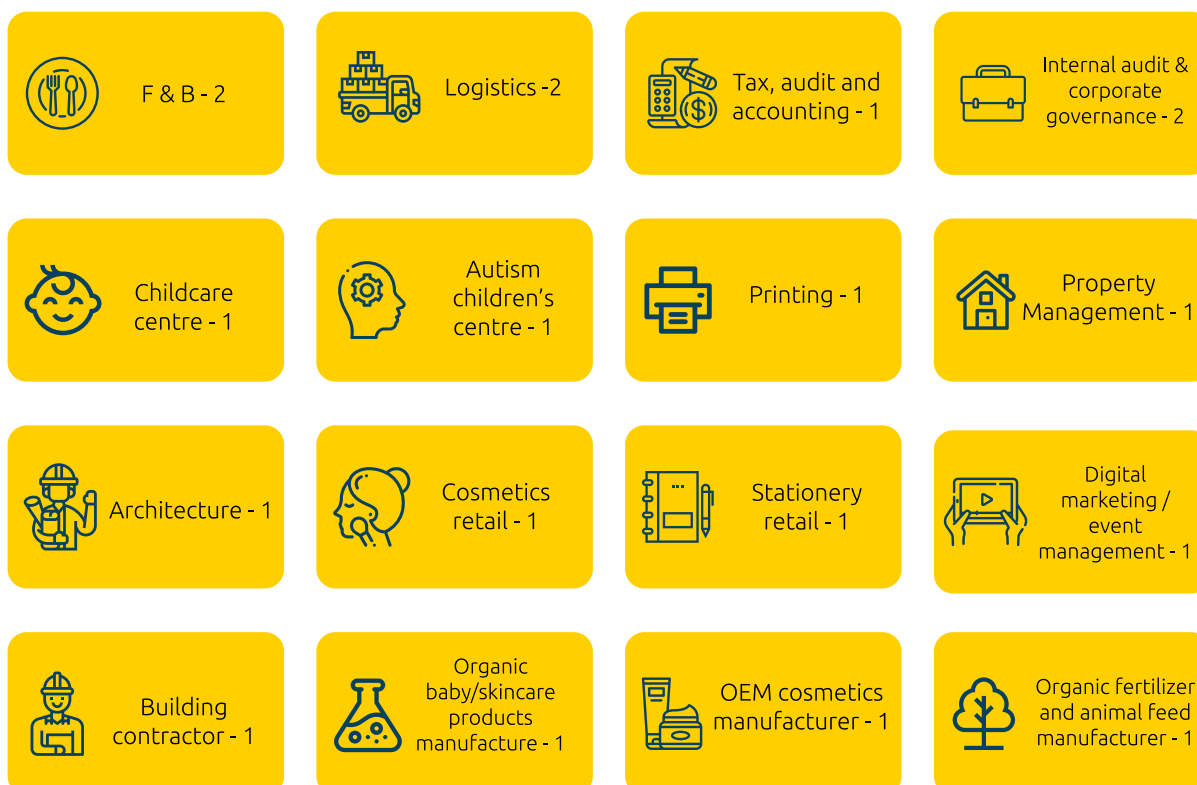 F & B - 2
Logistics -2
Tax, audit and
accounting - 1
Internal audit &
corporate
governance - 2
Childcare
centre - 1
Autism
children's
centre - 1
Printing - 1
Property
Management - 1
Architecture - 1
Cosmetics
retail - 1
Stationery
retail - 1
Digital
marketing /
event
management - 1
Building
contractor - 1
Organic
baby/skincare
products
manufacture - 1
OEM cosmetics
manufacturer - 1
Organic fertilizer
and animal feed
manufacturer - 1